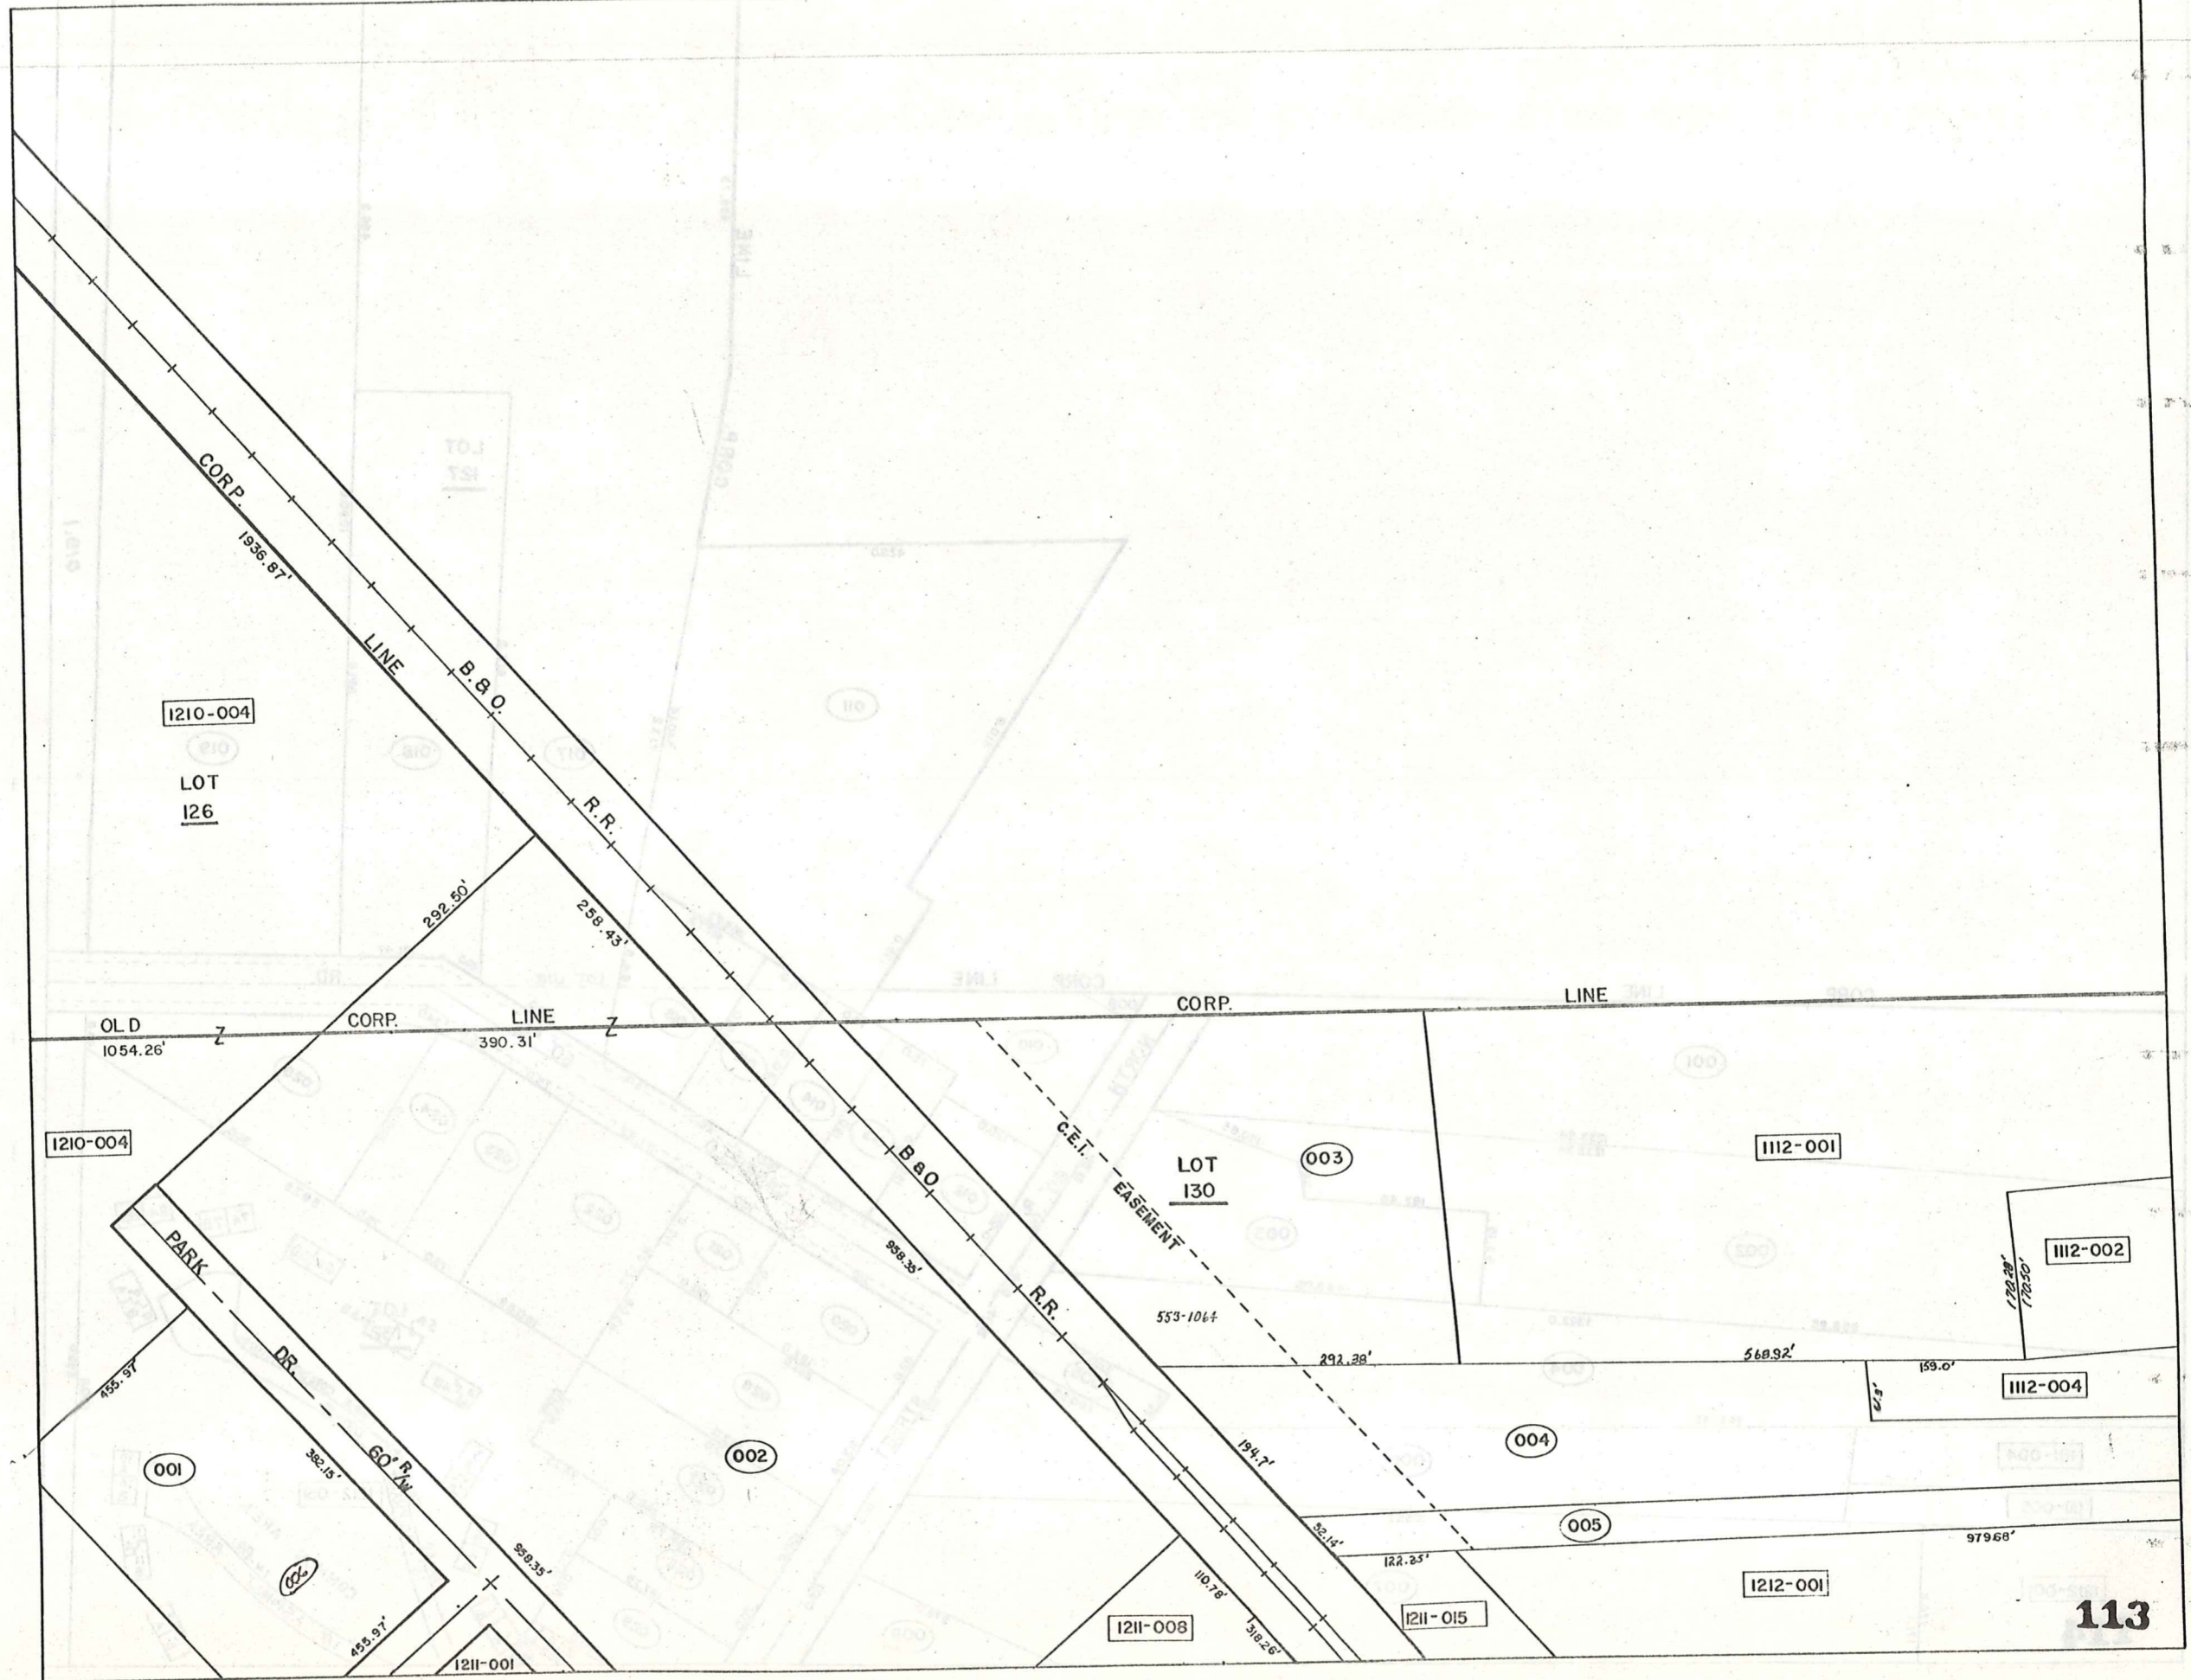 CORP.
1936.87'
LINE
B. & O.
R. R.
1210-004
LOT
126
292.50'
258.43'
OLD
CORP.
LINE
CORP.
LINE
1054.26'
390.31'
1210-004
C.E.I.
EASEMENT
LOT
130
003
1112-001
1112-002
170.50'
B & O
R.R.
958.35'
PARK
DR.
60' R/W
553-1064
292.38'
568.92'
159.0'
1112-004
455.97'
001
382.15'
002
004
194.7'
005
52.14'
122.25'
979.68'
006
958.35'
455.97'
1211-001
110.78'
1211-008
1318.26'
1211-015
1212-001
113